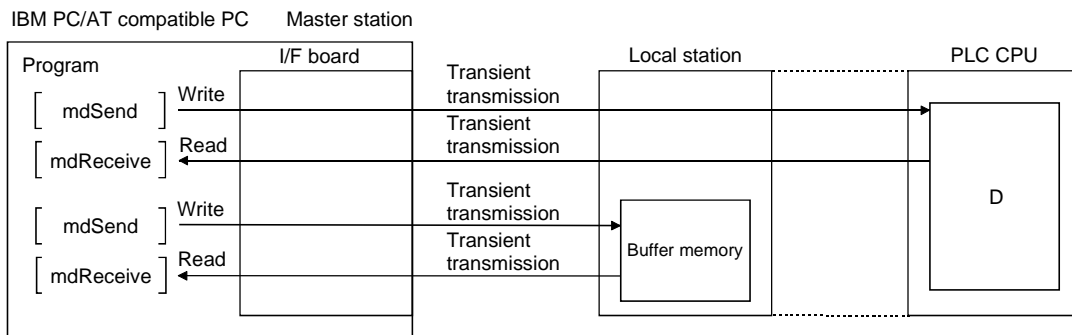 IBM PC/AT compatible PC Master station
Program
I/F board
Local station
PLC CPU
[ mdSend ] Write
Transient
transmission
[ mdReceive ] Read
Transient
transmission
[ mdSend ] Write
Transient
transmission
[ mdReceive ] Read
Transient
transmission
Buffer memory
D